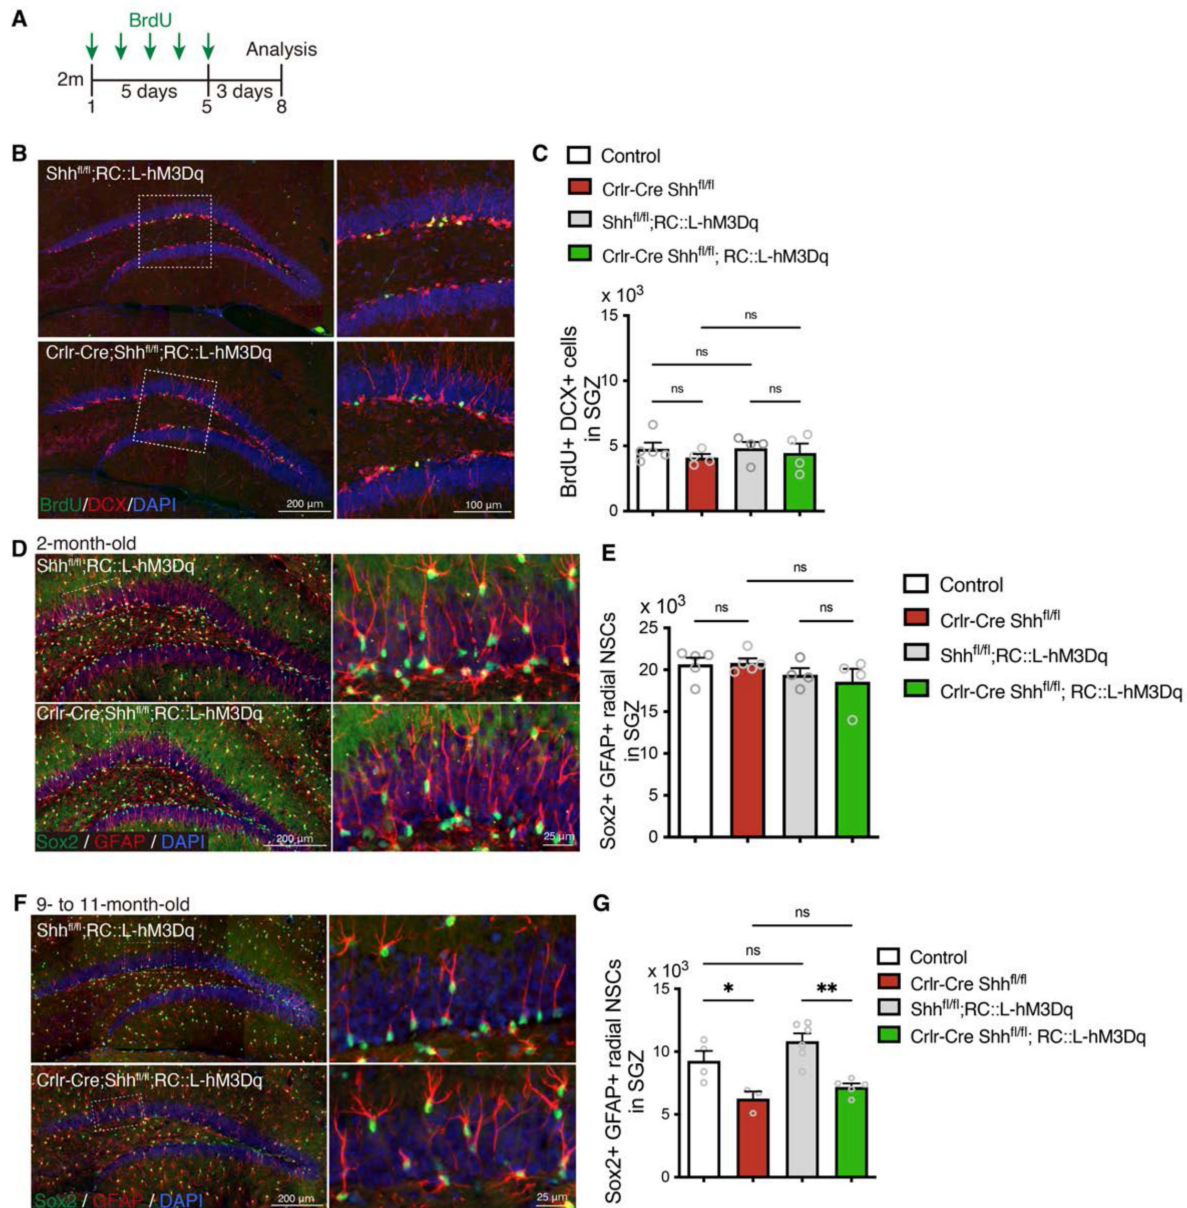 A
BrdU
Analysis
2m
5 days
3 days
1
5
8
B
Shhfl/fl;RC::L-hM3Dq
Crlr-Cre;Shhfl/fl;RC::L-hM3Dq
BrdU/DCX/DAPI
200 µm
100 µm
C
Control
Crlr-Cre Shhfl/fl
Shhfl/fl;RC::L-hM3Dq
Crlr-Cre Shhfl/fl; RC::L-hM3Dq
x 10³
15
10
5
0
BrdU+ DCX+ cells
in SGZ
ns
ns
ns
ns
D
2-month-old
Shhfl/fl;RC::L-hM3Dq
Crlr-Cre;Shhfl/fl;RC::L-hM3Dq
Sox2 / GFAP / DAPI
200 µm
25 µm
E
x 10³
25
20
15
10
5
0
Sox2+ GFAP+ radial NSCs
in SGZ
ns
ns
ns
Control
Crlr-Cre Shhfl/fl
Shhfl/fl;RC::L-hM3Dq
Crlr-Cre Shhfl/fl; RC::L-hM3Dq
F
9- to 11-month-old
Shhfl/fl;RC::L-hM3Dq
Crlr-Cre;Shhfl/fl;RC::L-hM3Dq
Sox2 / GFAP / DAPI
200 µm
25 µm
G
x 10³
15
10
5
0
Sox2+ GFAP+ radial NSCs
in SGZ
ns
ns
*
**
Control
Crlr-Cre Shhfl/fl
Shhfl/fl;RC::L-hM3Dq
Crlr-Cre Shhfl/fl; RC::L-hM3Dq